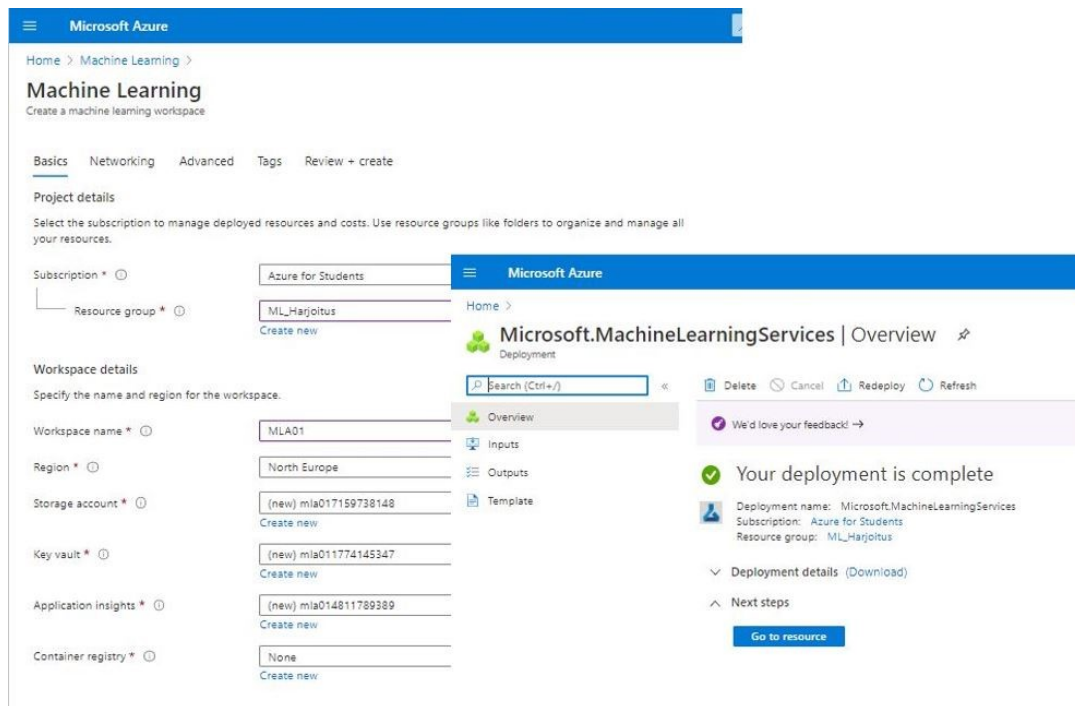 Microsoft Azure
Home > Machine Learning >
Machine Learning
Create a machine learning workspace
Basics Networking Advanced Tags Review + create
Project details
Select the subscription to manage deployed resources and costs. Use resource groups like folders to organize and manage all
your resources.
Subscription * Azure for Students
Resource group * ML_Harjoitus
Create new
Workspace details
Specify the name and region for the workspace.
Workspace name * MLA01
Region * North Europe
Storage account * (new) mla017159738148
Create new
Key vault * (new) mla011774145347
Create new
Application insights * (new) mla014811789389
Create new
Container registry * None
Create new
Microsoft Azure
Home >
Microsoft.MachineLearningServices | Overview
Deployment
Search (Ctrl+/) «
Overview
Inputs
Outputs
Template
Delete Cancel Redeploy Refresh
We'd love your feedback! →
Your deployment is complete
Deployment name: Microsoft.MachineLearningServices
Subscription: Azure for Students
Resource group: ML_Harjoitus
Deployment details (Download)
Next steps
Go to resource